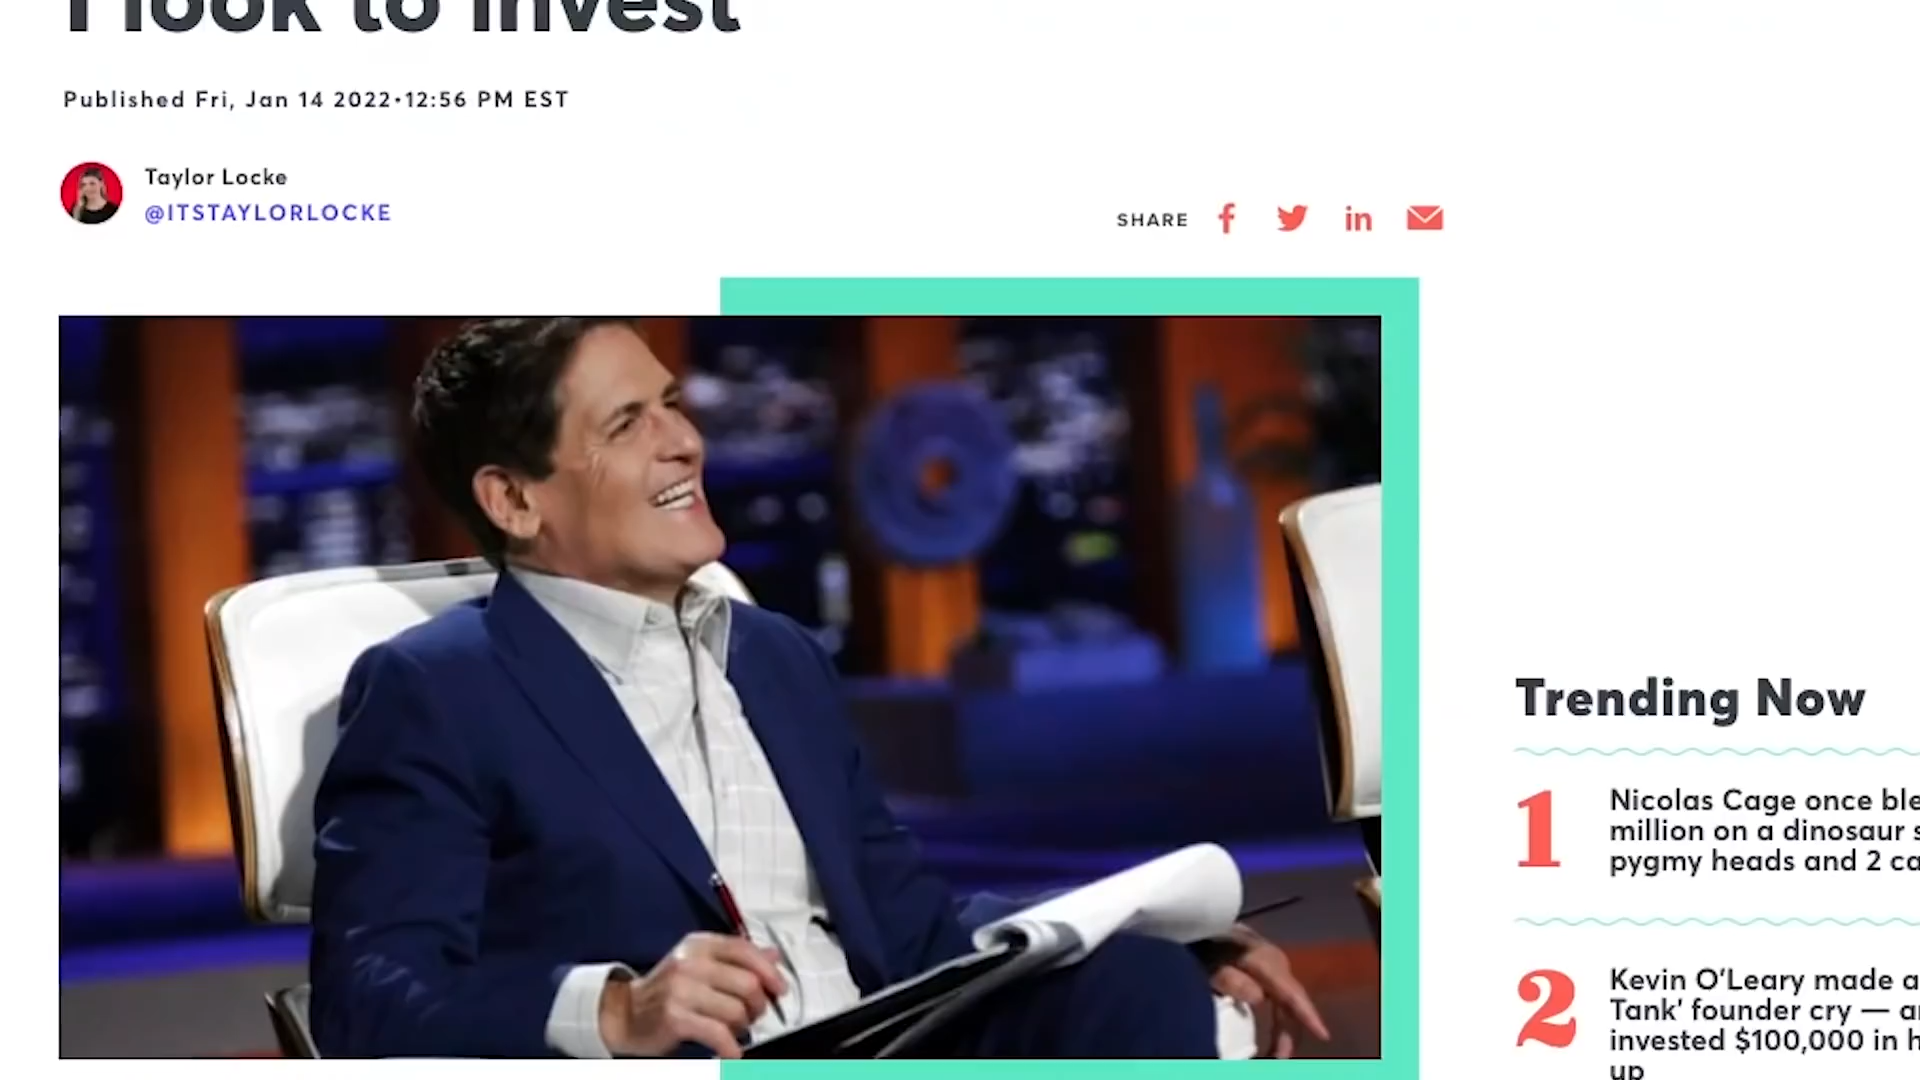 I look to invest
Published Fri, Jan 14 2022•12:56 PM EST
Taylor Locke
@ITSTAYLORLOCKE
SHARE
Trending Now
1
Nicolas Cage once ble
million on a dinosaur s
pygmy heads and 2 ca
2
Kevin O'Leary made a
Tank' founder cry — a
invested $100,000 in h
up